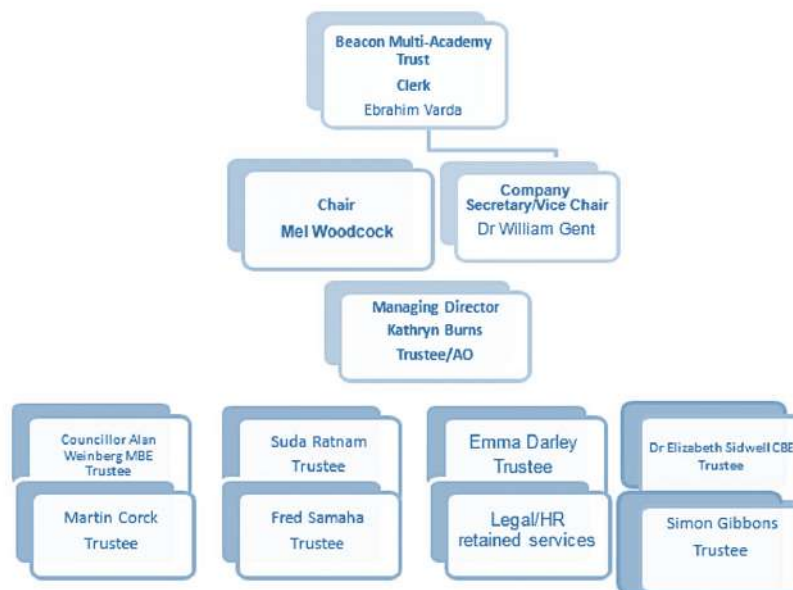 Beacon Multi-Academy
Trust
Clerk
Ebrahim Varda
Chair
Mel Woodcock
Company
Secretary/Vice Chair
Dr William Gent
Managing Director
Kathryn Burns
Trustee/AO
Councillor Alan
Weinberg MBE
Trustee
Suda Ratnam
Trustee
Emma Darley
Trustee
Dr Elizabeth Sidwell CBE
Trustee
Martin Corck
Trustee
Fred Samaha
Trustee
Legal/HR
retained services
Simon Gibbons
Trustee